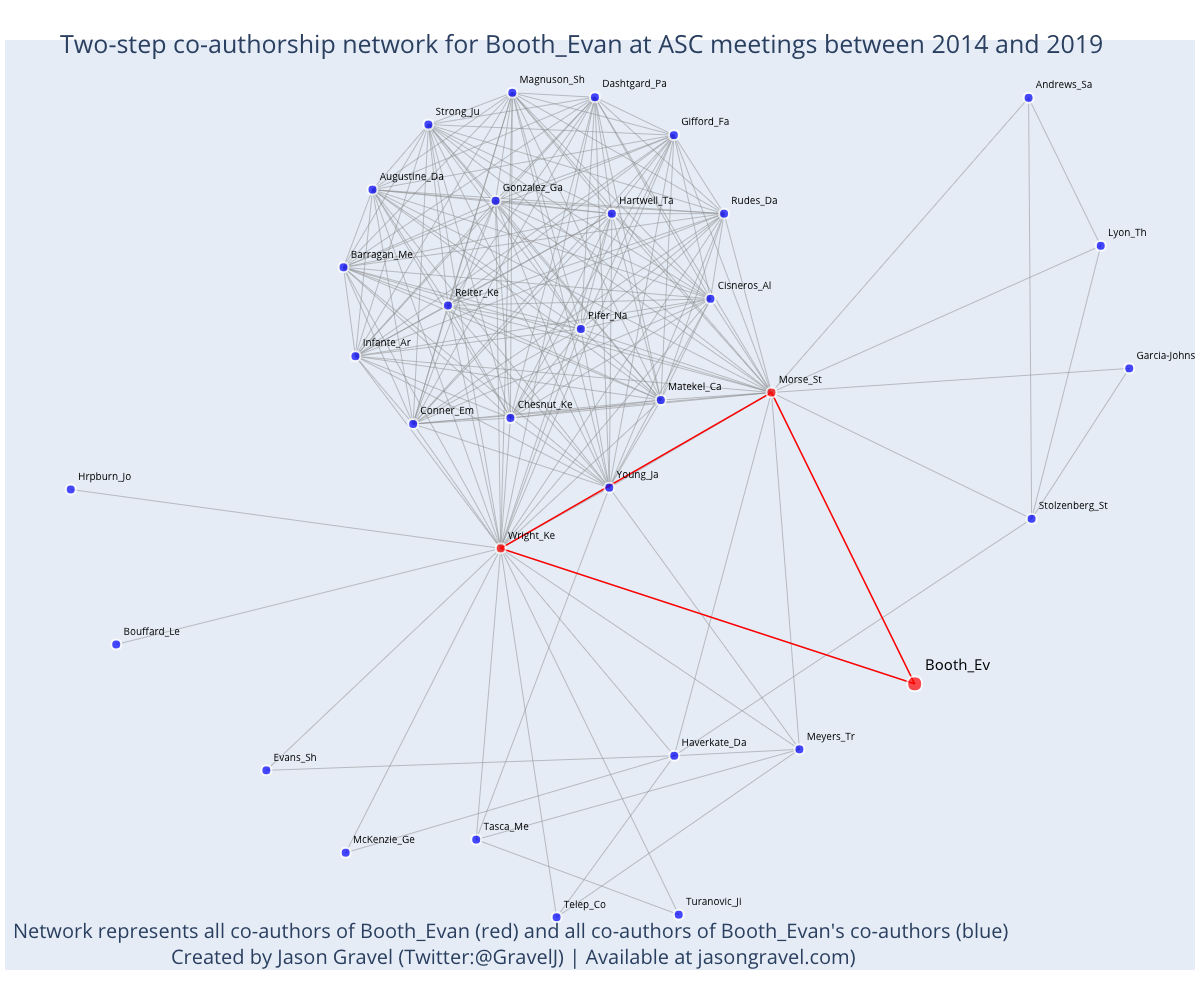 Two-step co-authorship network for Booth_Evan at ASC meetings between 2014 and 2019
Magnuson_Sh
Dashtgard_Pa
Andrews_Sa
Strong_Ju
Gifford_Fa
Augustine_Da
Gonzalez_Ga
Hartwell_Ta
Rudes_Da
Lyon_Th
Barragan_Me
Cisneros_Al
Reiter_Ke
Pifer_Na
Infante_Ar
Garcia-Johns
Morse_St
Matekel_Ca
Chesnut_Ke
Conner_Em
Hrpburn_Jo
Young_Ja
Stolzenberg_St
Wright_Ke
Bouffard_Le
Booth_Ev
Meyers_Tr
Haverkate_Da
Evans_Sh
Tasca_Me
McKenzie_Ge
Turanovic_Ji
Telep_Co
Network represents all co-authors of Booth_Evan (red) and all co-authors of Booth_Evan's co-authors (blue)
Created by Jason Gravel (Twitter:@GravelJ) | Available at jasongravel.com)